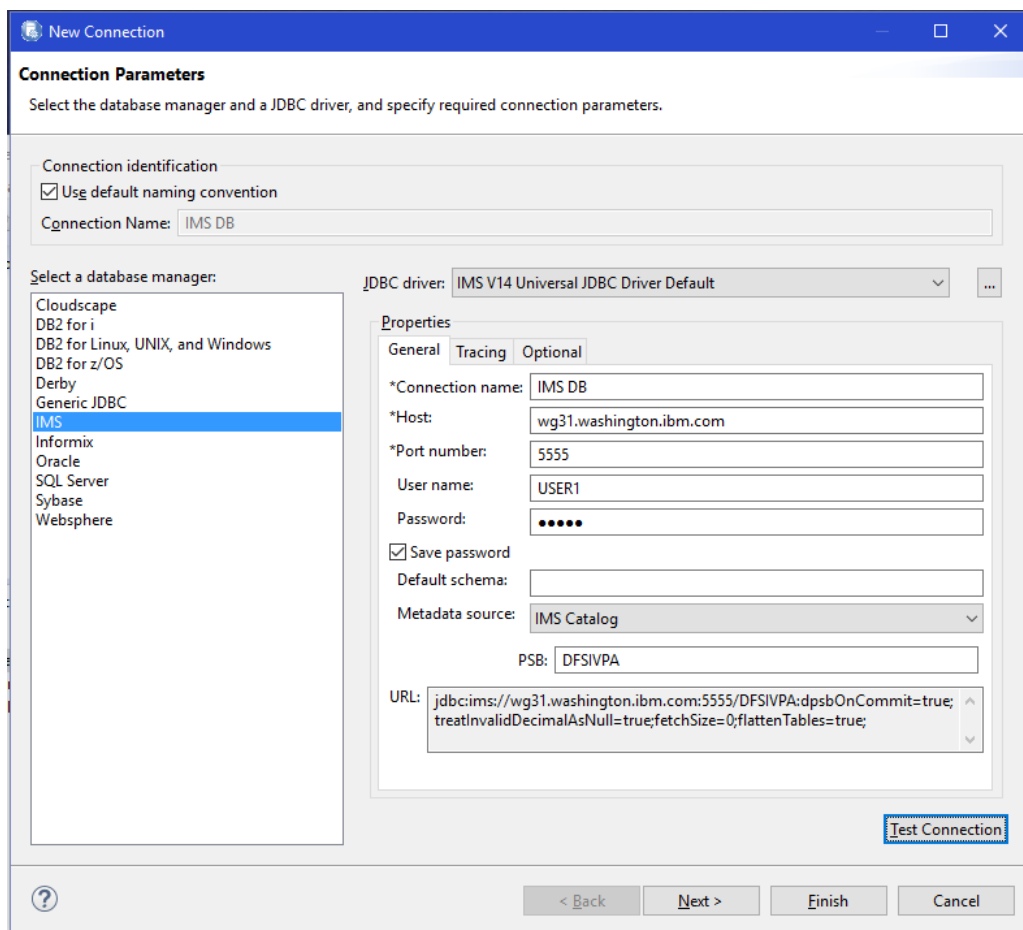 New Connection
Connection Parameters
Select the database manager and a JDBC driver, and specify required connection parameters.
Connection identification
Use default naming convention
Connection Name: IMS DB
Select a database manager:
Cloudscape
DB2 for i
DB2 for Linux, UNIX, and Windows
DB2 for z/OS
Derby
Generic JDBC
IMS
Informix
Oracle
SQL Server
Sybase
Websphere
JDBC driver: IMS V14 Universal JDBC Driver Default
...
Properties
General Tracing Optional
*Connection name: IMS DB
*Host: wg31.washington.ibm.com
*Port number: 5555
User name: USER1
Password: •••••
Save password
Default schema:
Metadata source: IMS Catalog
PSB: DFSIVPA
URL: jdbc:ims://wg31.washington.ibm.com:5555/DFSIVPA:dpsbOnCommit=true;
treatInvalidDecimalAsNull=true;fetchSize=0;flattenTables=true;
Test Connection
?
< Back Next > Finish Cancel